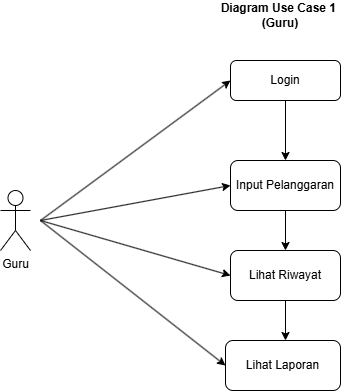 Diagram Use Case 1
(Guru)
Login
Input Pelanggaran
Lihat Riwayat
Guru
Lihat Laporan